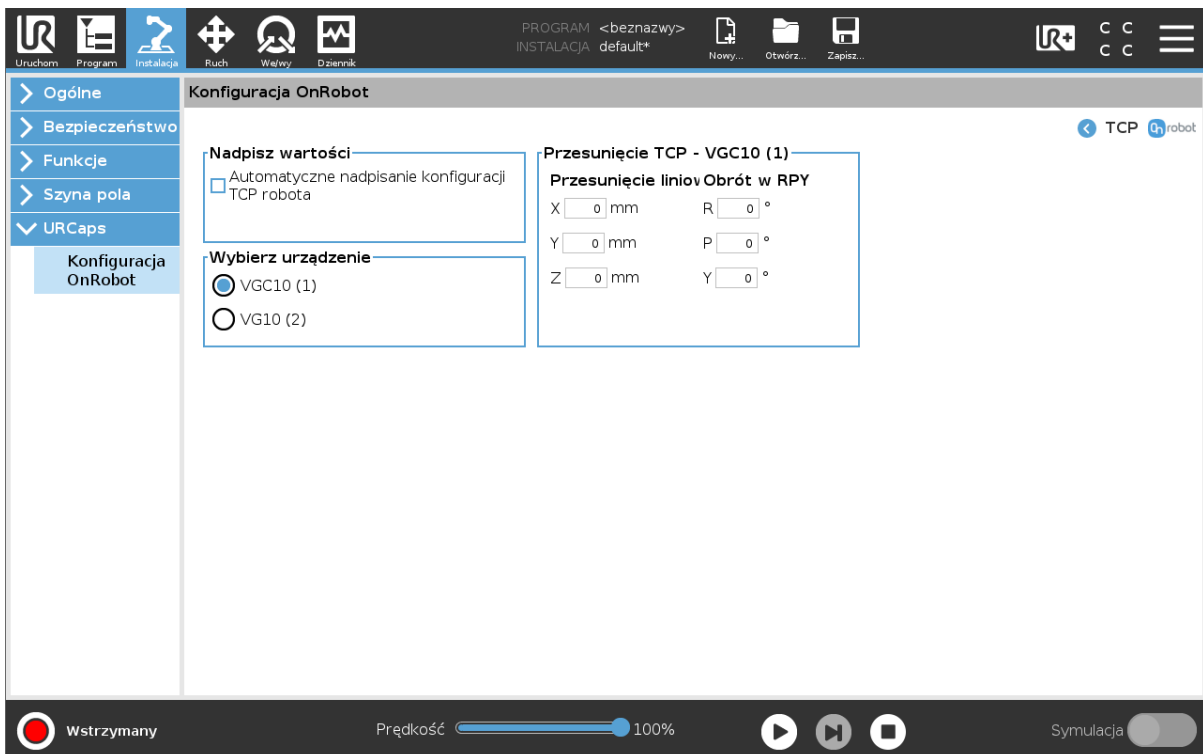 PROGRAM <beznazwy>
INSTALACJA default*
UR
Uruchom
Program
Instalacja
Ruch
We/wy
Dziennik
Nowy...
Otwórz...
Zapisz...
UR+
C C
C C
Ogólne
Bezpieczeństwo
Funkcje
Szyna pola
URCaps
Konfiguracja
OnRobot
Konfiguracja OnRobot
TCP
On robot
Nadpisz wartości
Automatyczne nadpisanie konfiguracji
TCP robota
Wybierz urządzenie
VGC10 (1)
VG10 (2)
Przesunięcie TCP - VGC10 (1)
Przesunięcie liniov Obrót w RPY
X 0 mm R 0 °
Y 0 mm P 0 °
Z 0 mm Y 0 °
Wstrzymany
Prędkość 100%
Symulacja